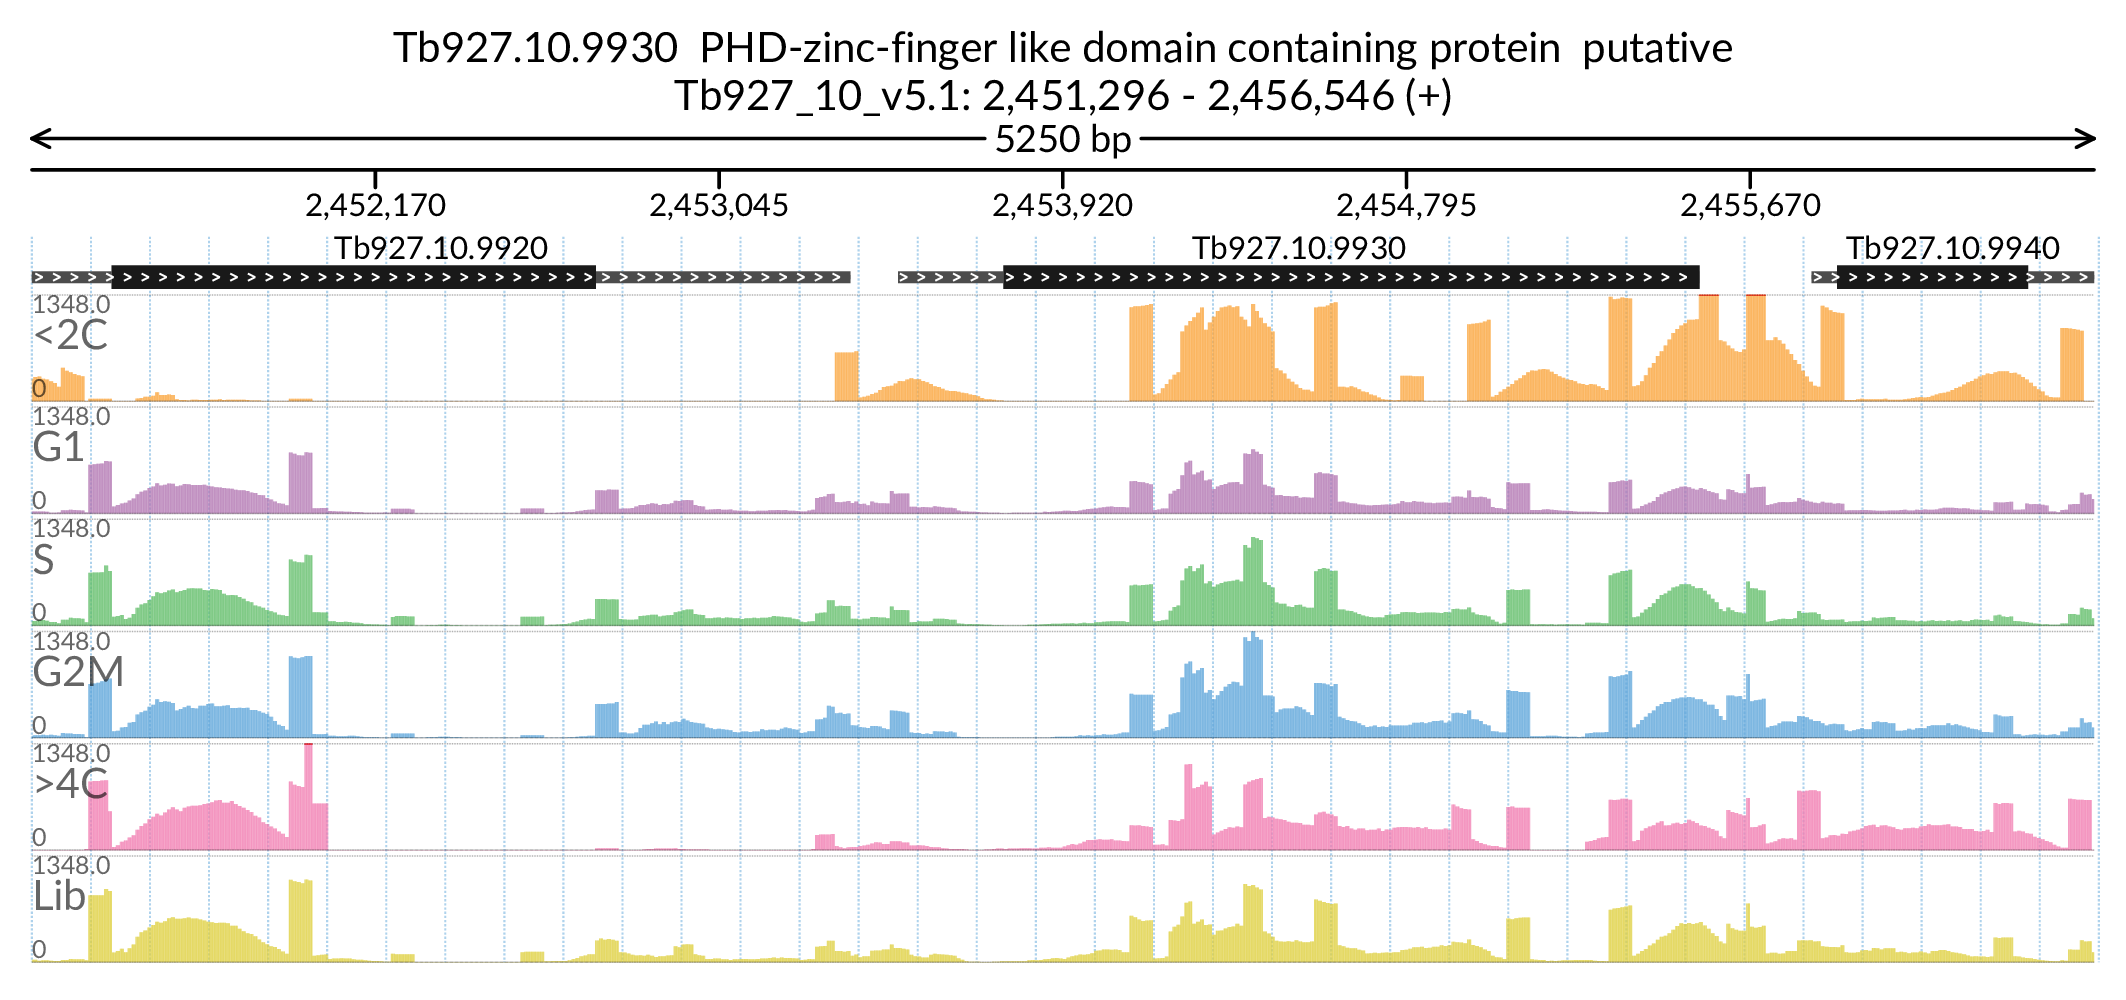 Tb927.10.9930 PHD-zinc-finger like domain containing protein putative
Tb927_10_v5.1: 2,451,296 - 2,456,546 (+)
5250 bp
2,452,170 2,453,045 2,453,920 2,454,795 2,455,670
Tb927.10.9920 Tb927.10.9930 Tb927.10.9940
1348.0
<2C
0
1348.0
G1
0
1348.0
S
0
1348.0
G2M
0
1348.0
>4C
0
1348.0
Lib
0